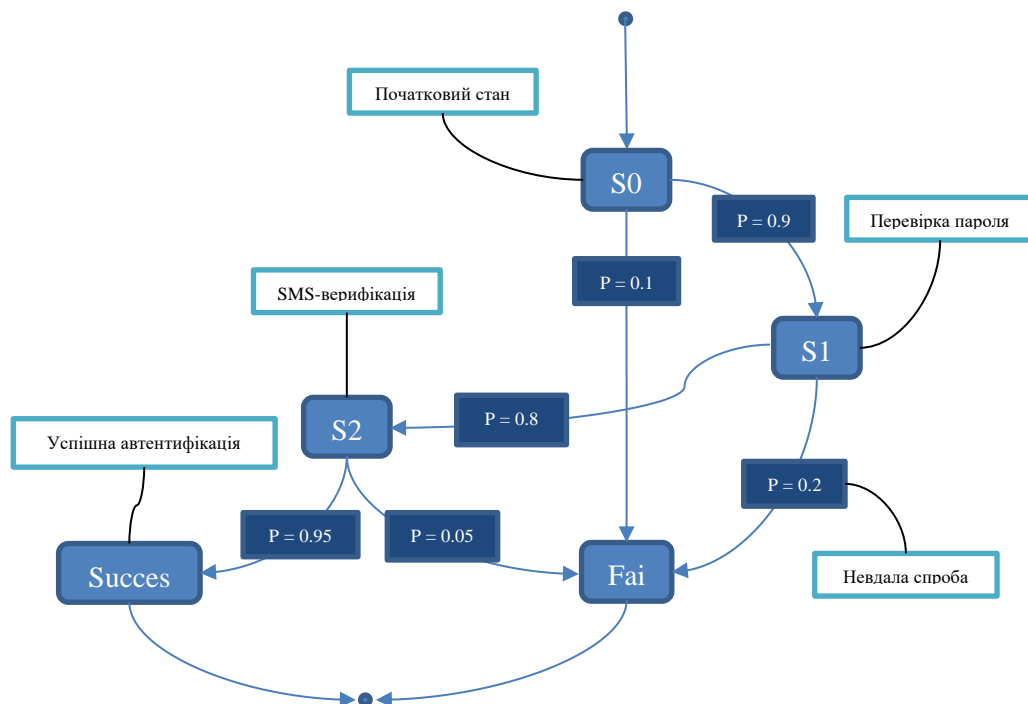 Початковий стан
S0
P = 0.9
Перевірка пароля
P = 0.1
SMS-верифікація
S1
P = 0.8
S2
Успішна автентифікація
P = 0.2
P = 0.95
P = 0.05
Succes
Fai
Невдала спроба